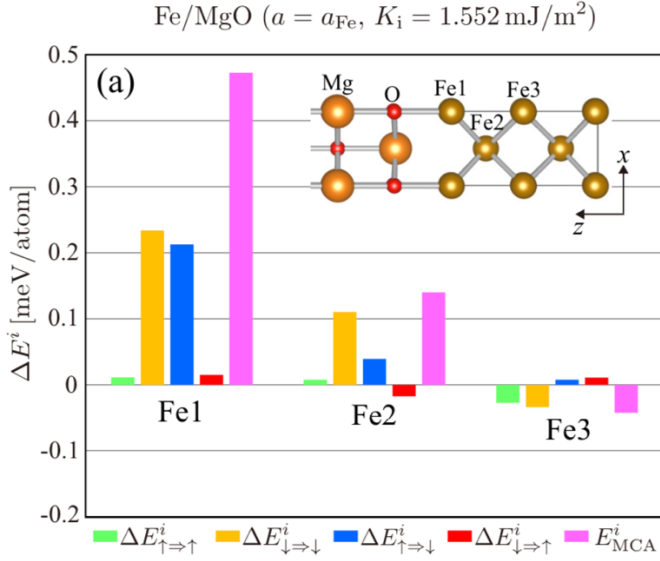 Fe/MgO (a = a_Fe, K_i = 1.552 mJ/m²)
(a)
Mg
O
Fe1
Fe3
Fe2
x
z
ΔE^i [meV/atom]
0.5
0.4
0.3
0.2
0.1
0
-0.1
-0.2
Fe1
Fe2
Fe3
ΔE^i_↑⇒↑ ΔE^i_↓⇒↓ ΔE^i_↑⇒↓ ΔE^i_↓⇒↑ E^i_MCA